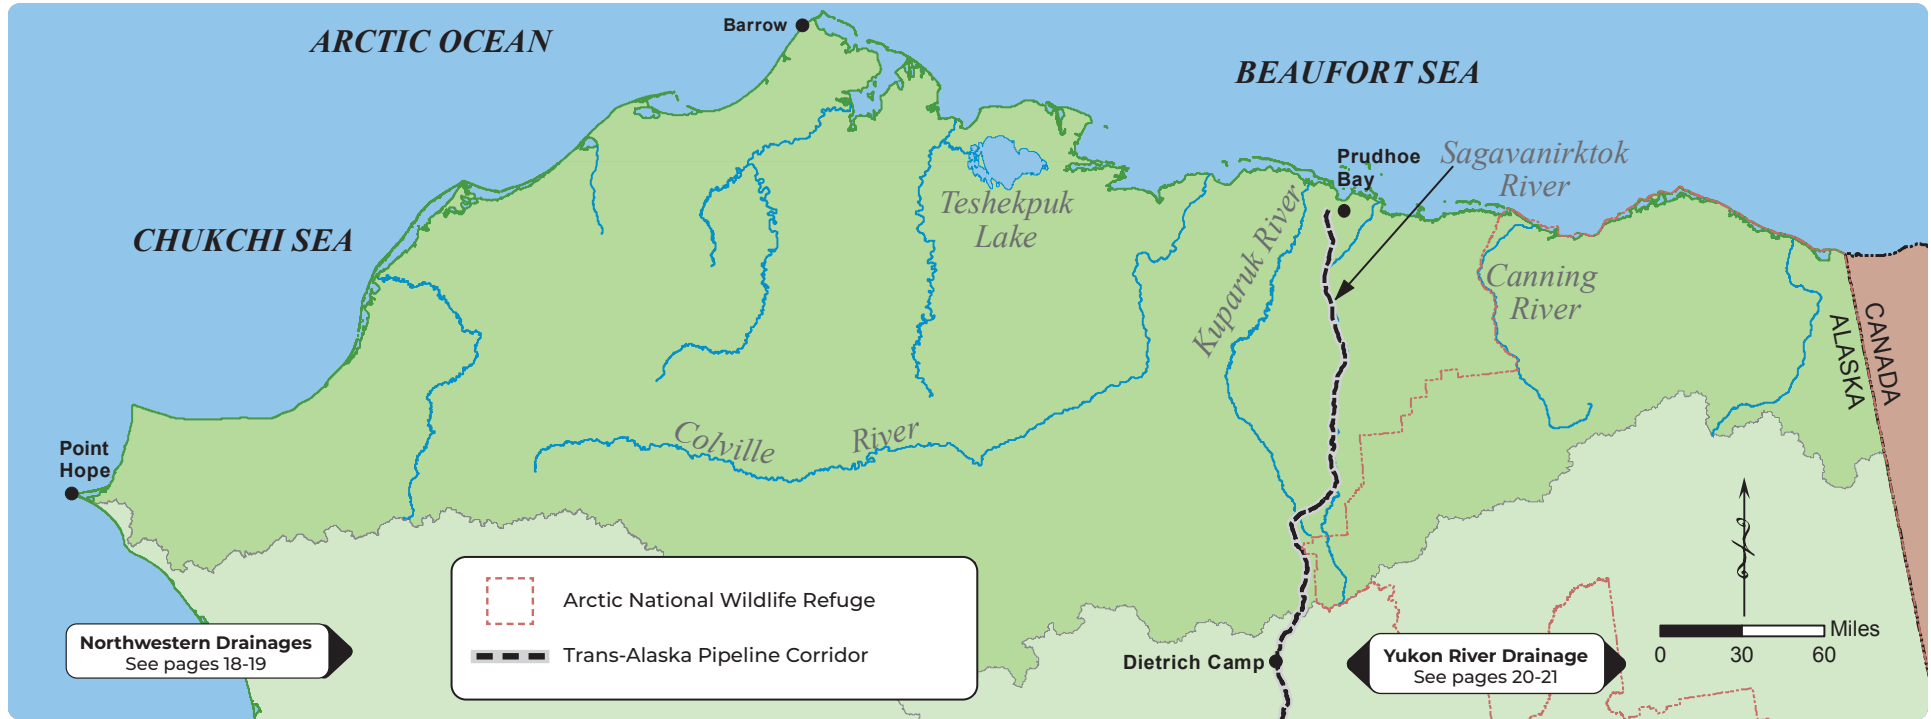 Barrow
ARCTIC OCEAN
BEAUFORT SEA
Prudhoe
Bay
Sagavanirktok
River
Teshekpuk
Lake
CHUKCHI SEA
Kuparuk River
Canning
River
CANADA
ALASKA
Colville River
Point
Hope
Arctic National Wildlife Refuge
Trans-Alaska Pipeline Corridor
Northwestern Drainages
See pages 18-19
Dietrich Camp
Yukon River Drainage
See pages 20-21
Miles
0 30 60